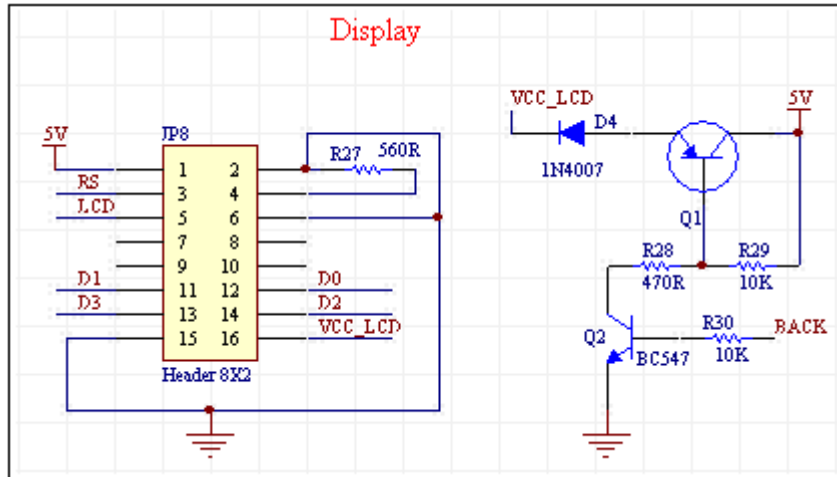 Display
JP8
5V
RS
LCD
D1
D3
1 2
3 4
5 6
7 8
9 10
11 12
13 14
15 16
R27 560R
D0
D2
VCC_LCD
Header 8X2
VCC_LCD
D4
1N4007
5V
Q1
R28
470R
R29
10K
Q2
BC547
R30
10K
BACK